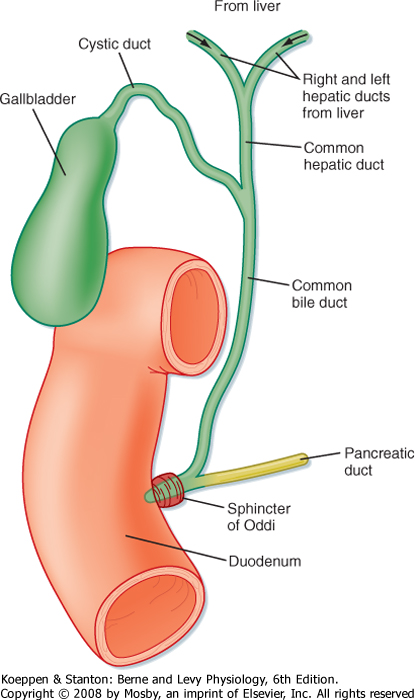 From liver
Cystic duct
Gallbladder
Right and left
hepatic ducts
from liver
Common
hepatic duct
Common
bile duct
Pancreatic
duct
Sphincter
of Oddi
Duodenum
Koeppen & Stanton: Berne and Levy Physiology, 6th Edition.
Copyright © 2008 by Mosby, an imprint of Elsevier, Inc. All rights reserved